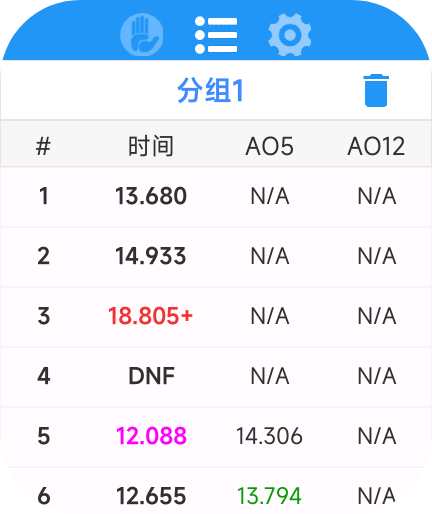 分组1
# 时间 AO5 AO12
1 13.680 N/A N/A
2 14.933 N/A N/A
3 18.805+ N/A N/A
4 DNF N/A N/A
5 12.088 14.306 N/A
6 12.655 13.794 N/A